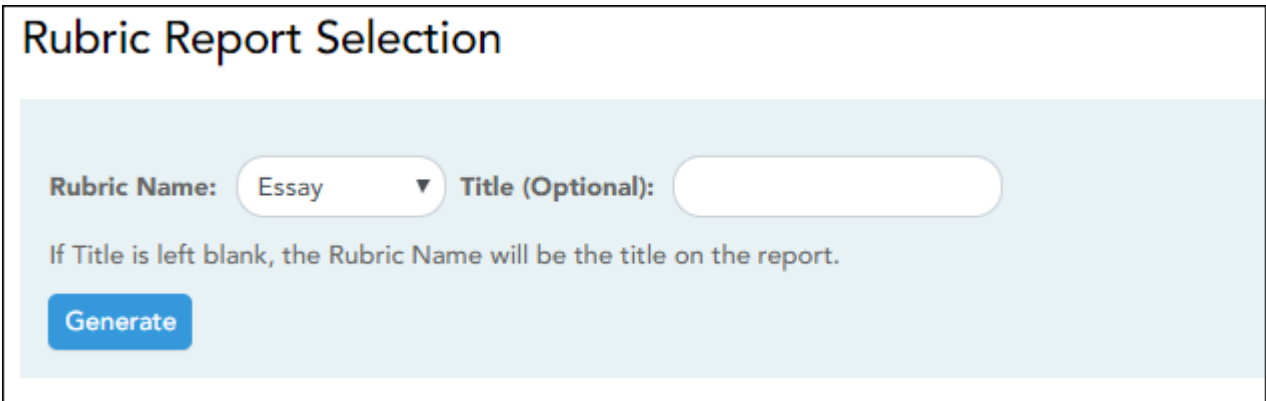 Rubric Report Selection
Rubric Name: Essay Title (Optional):
If Title is left blank, the Rubric Name will be the title on the report.
Generate